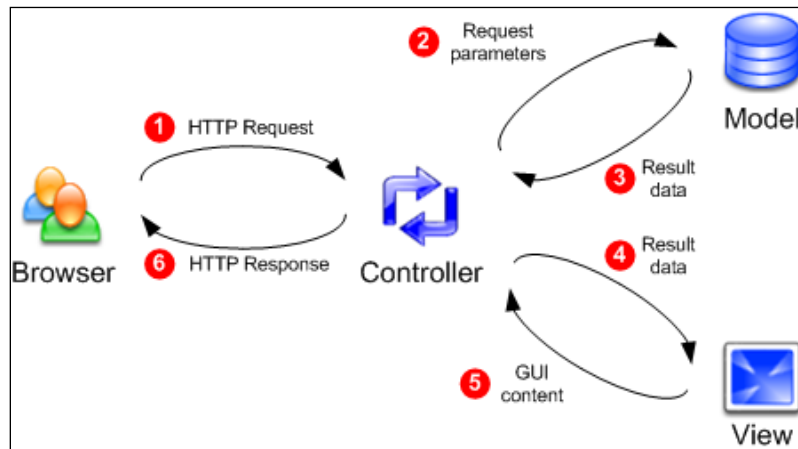 2
Request
parameters
Model
1
HTTP Request
3
Result
data
Browser
6
HTTP Response
Controller
4
Result
data
5
GUI
content
View